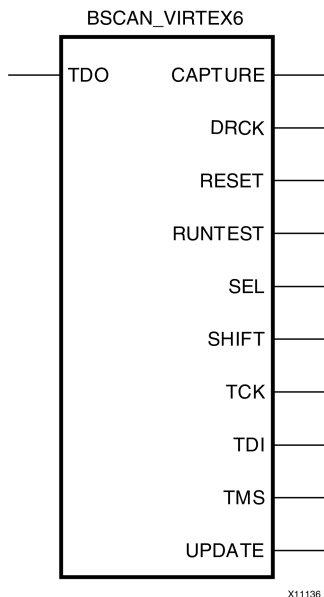 BSCAN_VIRTEX6
TDO CAPTURE
DRCK
RESET
RUNTEST
SEL
SHIFT
TCK
TDI
TMS
UPDATE
X11136